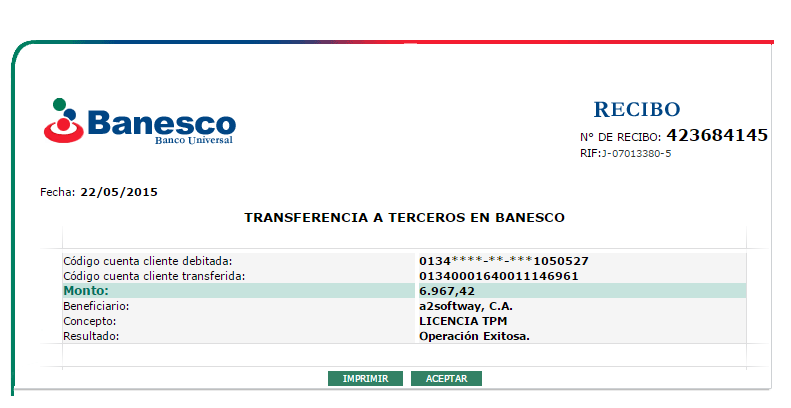 Banesco
Banco Universal
RECIBO
N° DE RECIBO: 423684145
RIF:J-07013380-5
Fecha: 22/05/2015
TRANSFERENCIA A TERCEROS EN BANESCO
Código cuenta cliente debitada: 0134****-**-***1050527
Código cuenta cliente transferida: 01340001640011146961
Monto: 6.967,42
Beneficiario: a2softway, C.A.
Concepto: LICENCIA TPM
Resultado: Operación Exitosa.
IMPRIMIR ACEPTAR